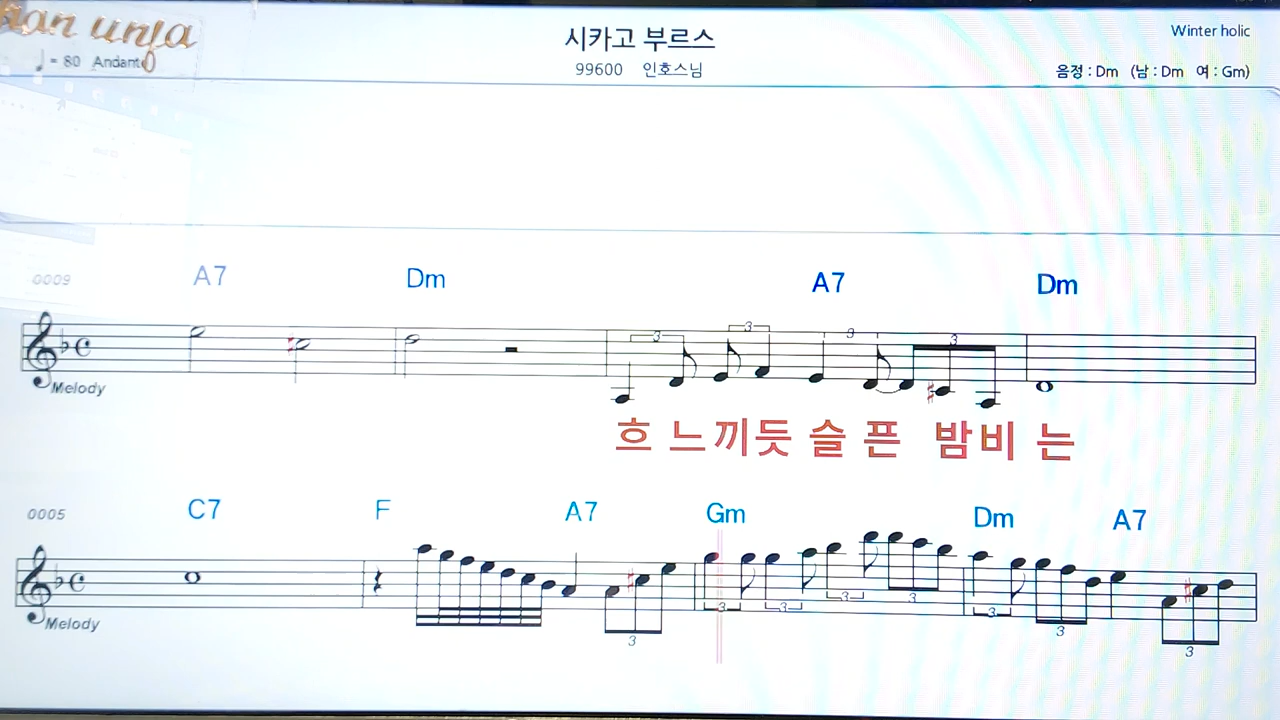 시카고 부르스
Winter holic
♩ = 80 Andante
99600 인호스님
음정 : Dm (남 : Dm 여 : Gm)
0009 A7 Dm A7 Dm
3 3 3 3
Melody
흐 느끼듯 슬 픈 밤비 는
0005 C7 F A7 Gm Dm A7
Melody
3 3 3 3 3 3 3 3